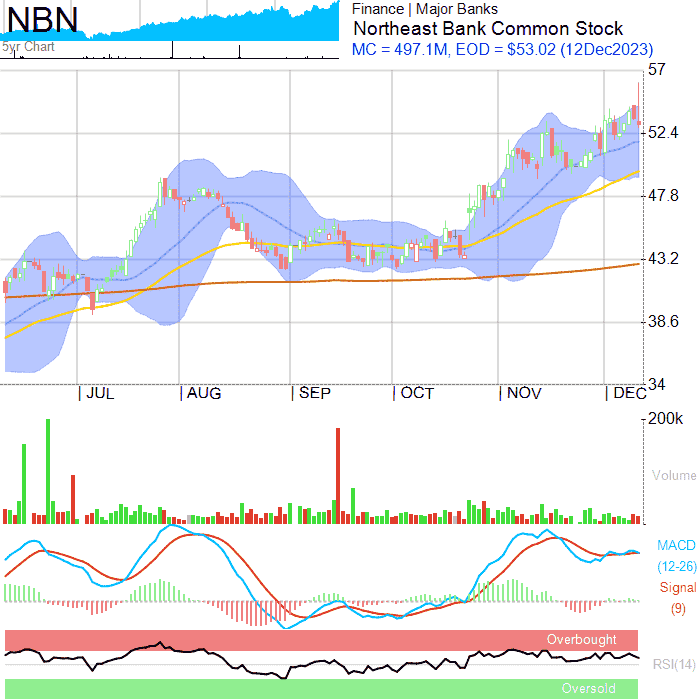 NBN
5yr Chart
Finance | Major Banks
Northeast Bank Common Stock
MC = 497.1M, EOD = $53.02 (12Dec2023)
57
52.4
47.8
43.2
38.6
34
JUL AUG SEP OCT NOV DEC
200k
Volume
MACD
(12-26)
Signal
(9)
Overbought
RSI(14)
Oversold